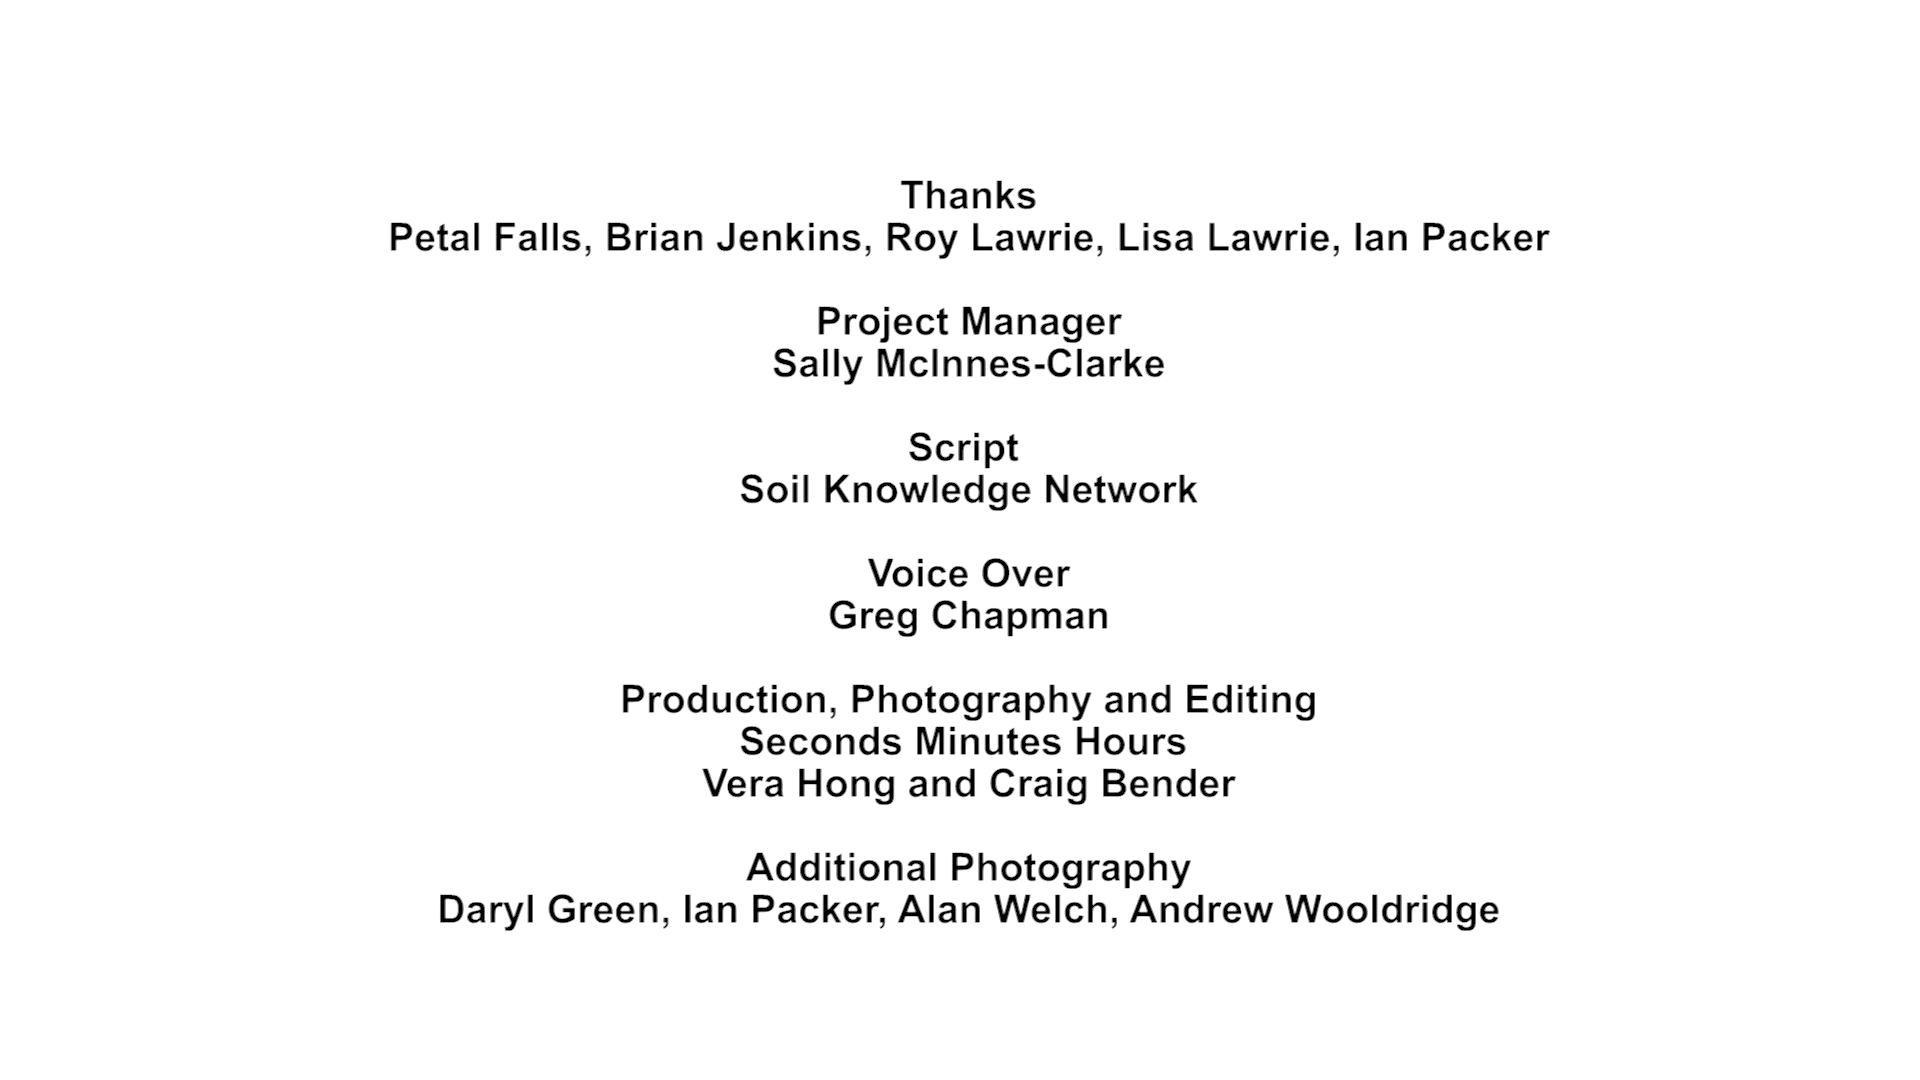 Thanks
Petal Falls, Brian Jenkins, Roy Lawrie, Lisa Lawrie, Ian Packer
Project Manager
Sally McInnes-Clarke
Script
Soil Knowledge Network
Voice Over
Greg Chapman
Production, Photography and Editing
Seconds Minutes Hours
Vera Hong and Craig Bender
Additional Photography
Daryl Green, Ian Packer, Alan Welch, Andrew Wooldridge